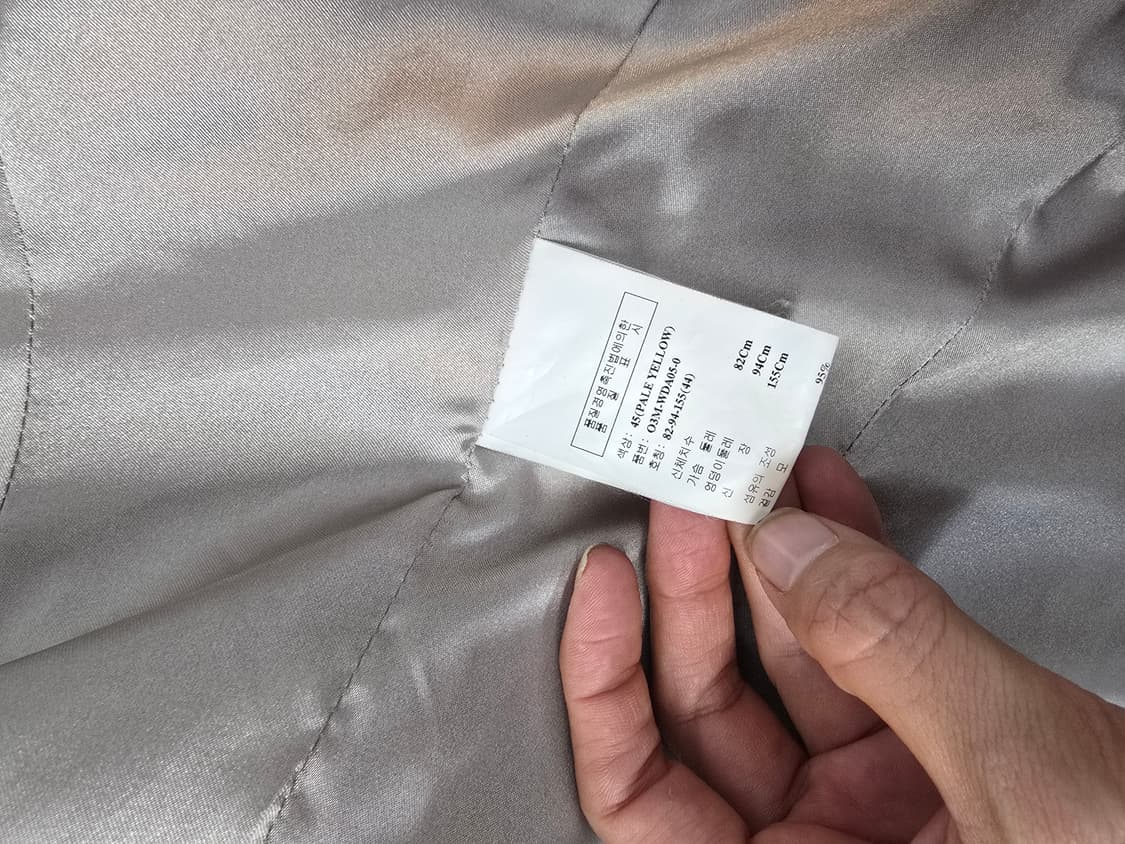 품질경영촉진법에의한
품 질 표 시
색상: 45(PALE YELLOW)
품번: O3M-WDA05-0
호칭: 82-94-155(44)
신체치수
가슴 둘레 82Cm
엉덩이둘레 94Cm
신 장 155Cm
섬유의 조성
겉감 모 95%